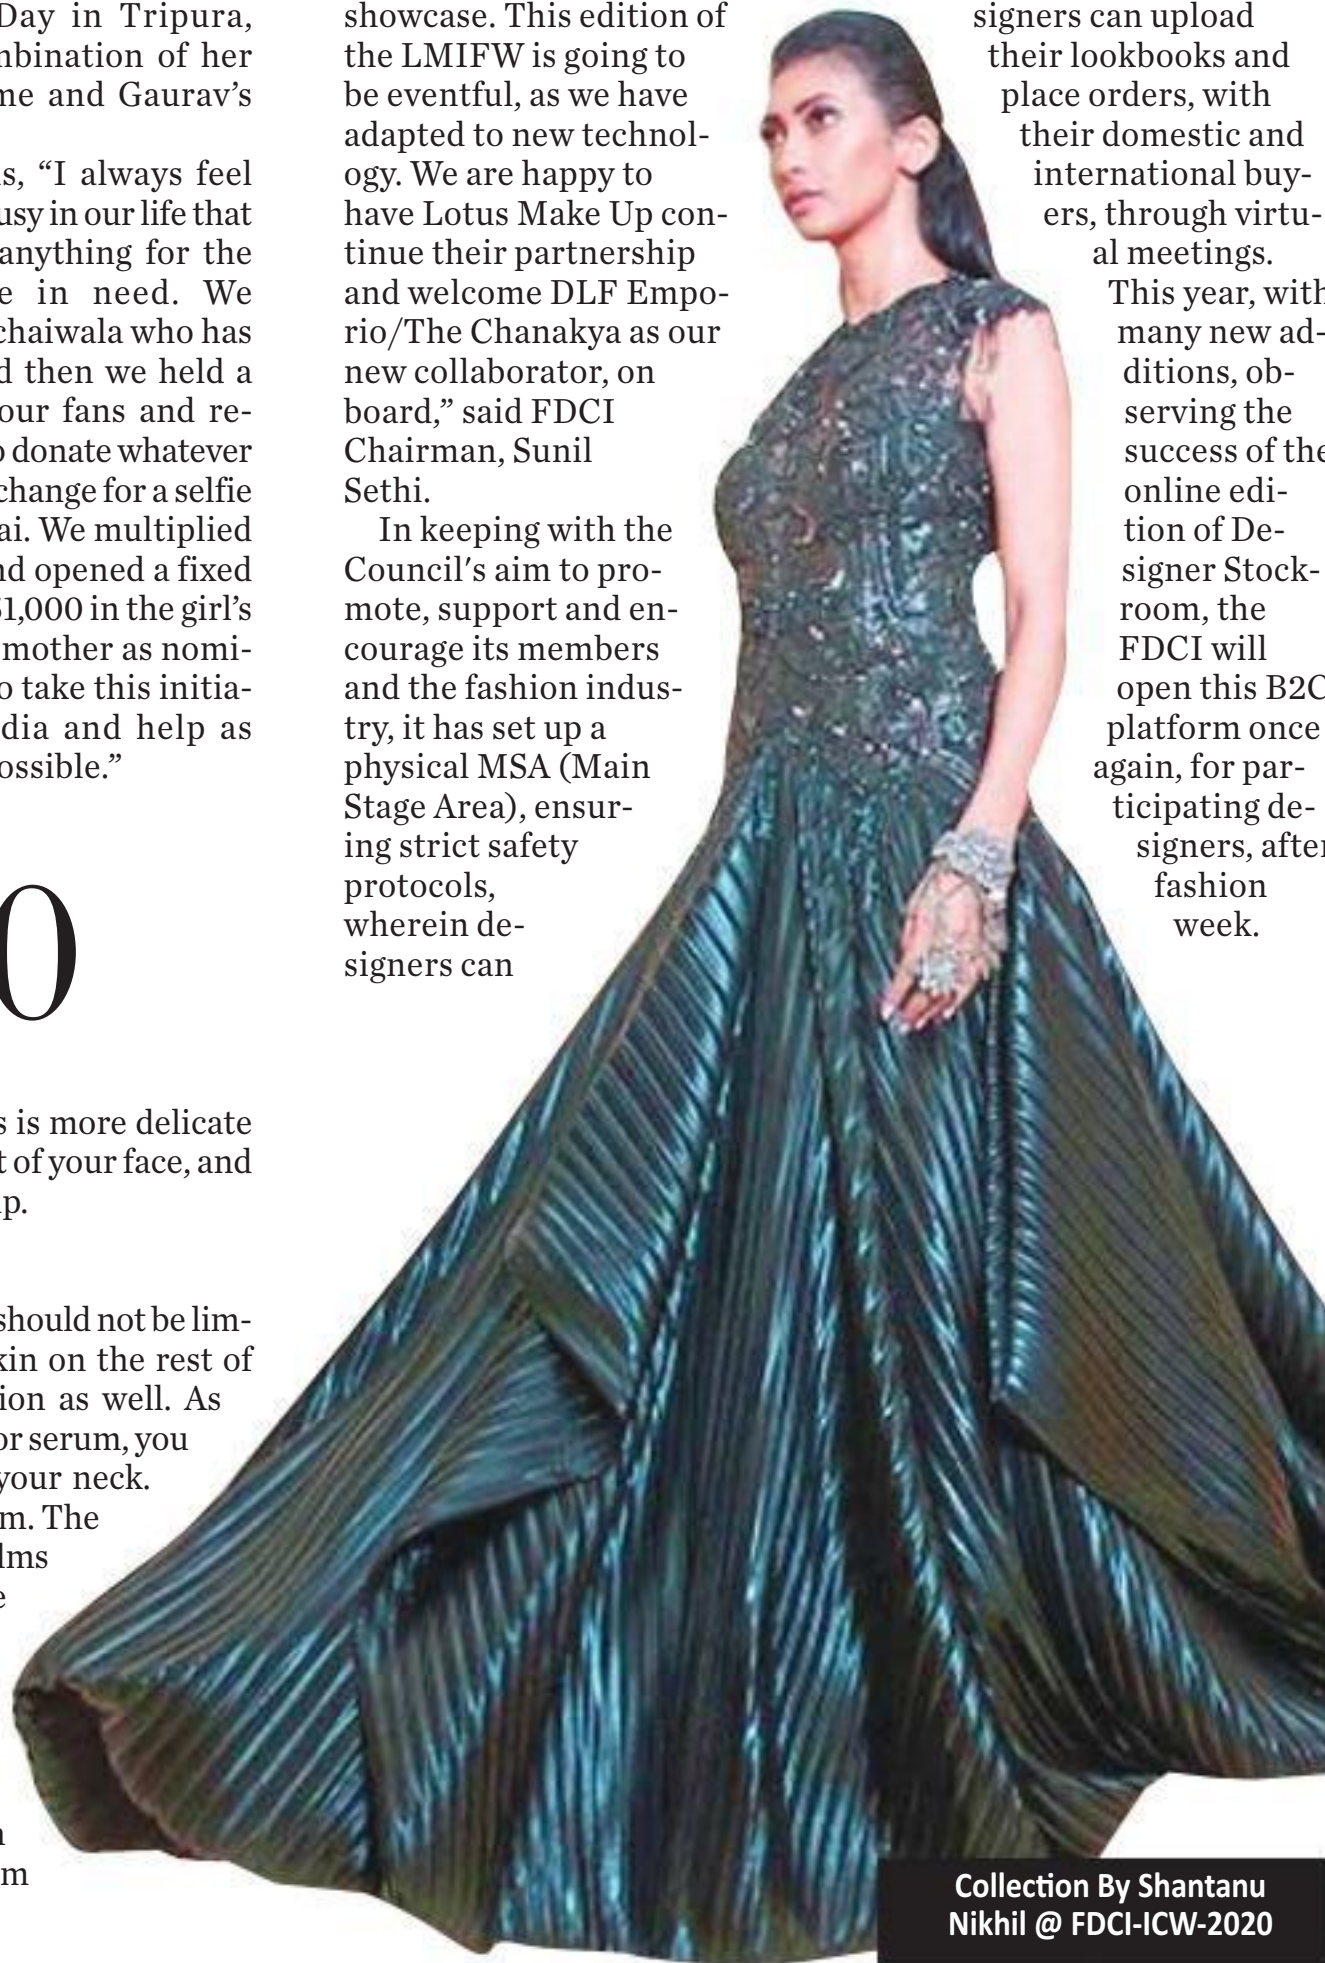 Day in Tripura,
of her
and Gaurav's
"I always feel
usy in our life that
anything for the
in need. We
chaiwala who has
then we held a
our fans and re-
donate whatever
change for a selfie
We multiplied
opened a fixed
in the girl's
mother as nomi-
take this initia-
and help as
0
is more delicate
of your face, and
should not be lim-
on the rest of
as well. As
or serum, you
your neck.
The
showcase. This edition of
the LMIFW is going to
be eventful, as we have
adapted to new technol-
ogy. We are happy to
have Lotus Make Up con-
tinue their partnership
and welcome DLF Empo-
rio/The Chanakya as our
new collaborator, on
board," said FDCI
Chairman, Sunil
Sethi.
In keeping with the
Council's aim to pro-
mote, support and en-
courage its members
and the fashion indus-
try, it has set up a
physical MSA (Main
Stage Area), ensur-
ing strict safety
protocols,
wherein de-
signers can
signers can upload
their lookbooks and
place orders, with
their domestic and
international buy-
ers, through virtu-
al meetings.
This year, with
many new ad-
ditions, ob-
serving the
success of the
online edi-
tion of De-
signer Stock-
room, the
FDCI will
open this B2C
platform once
again, for par-
ticipating de-
signers, after
fashion
week.
Collection By Shantanu
Nikhil @ FDCI-ICW-2020